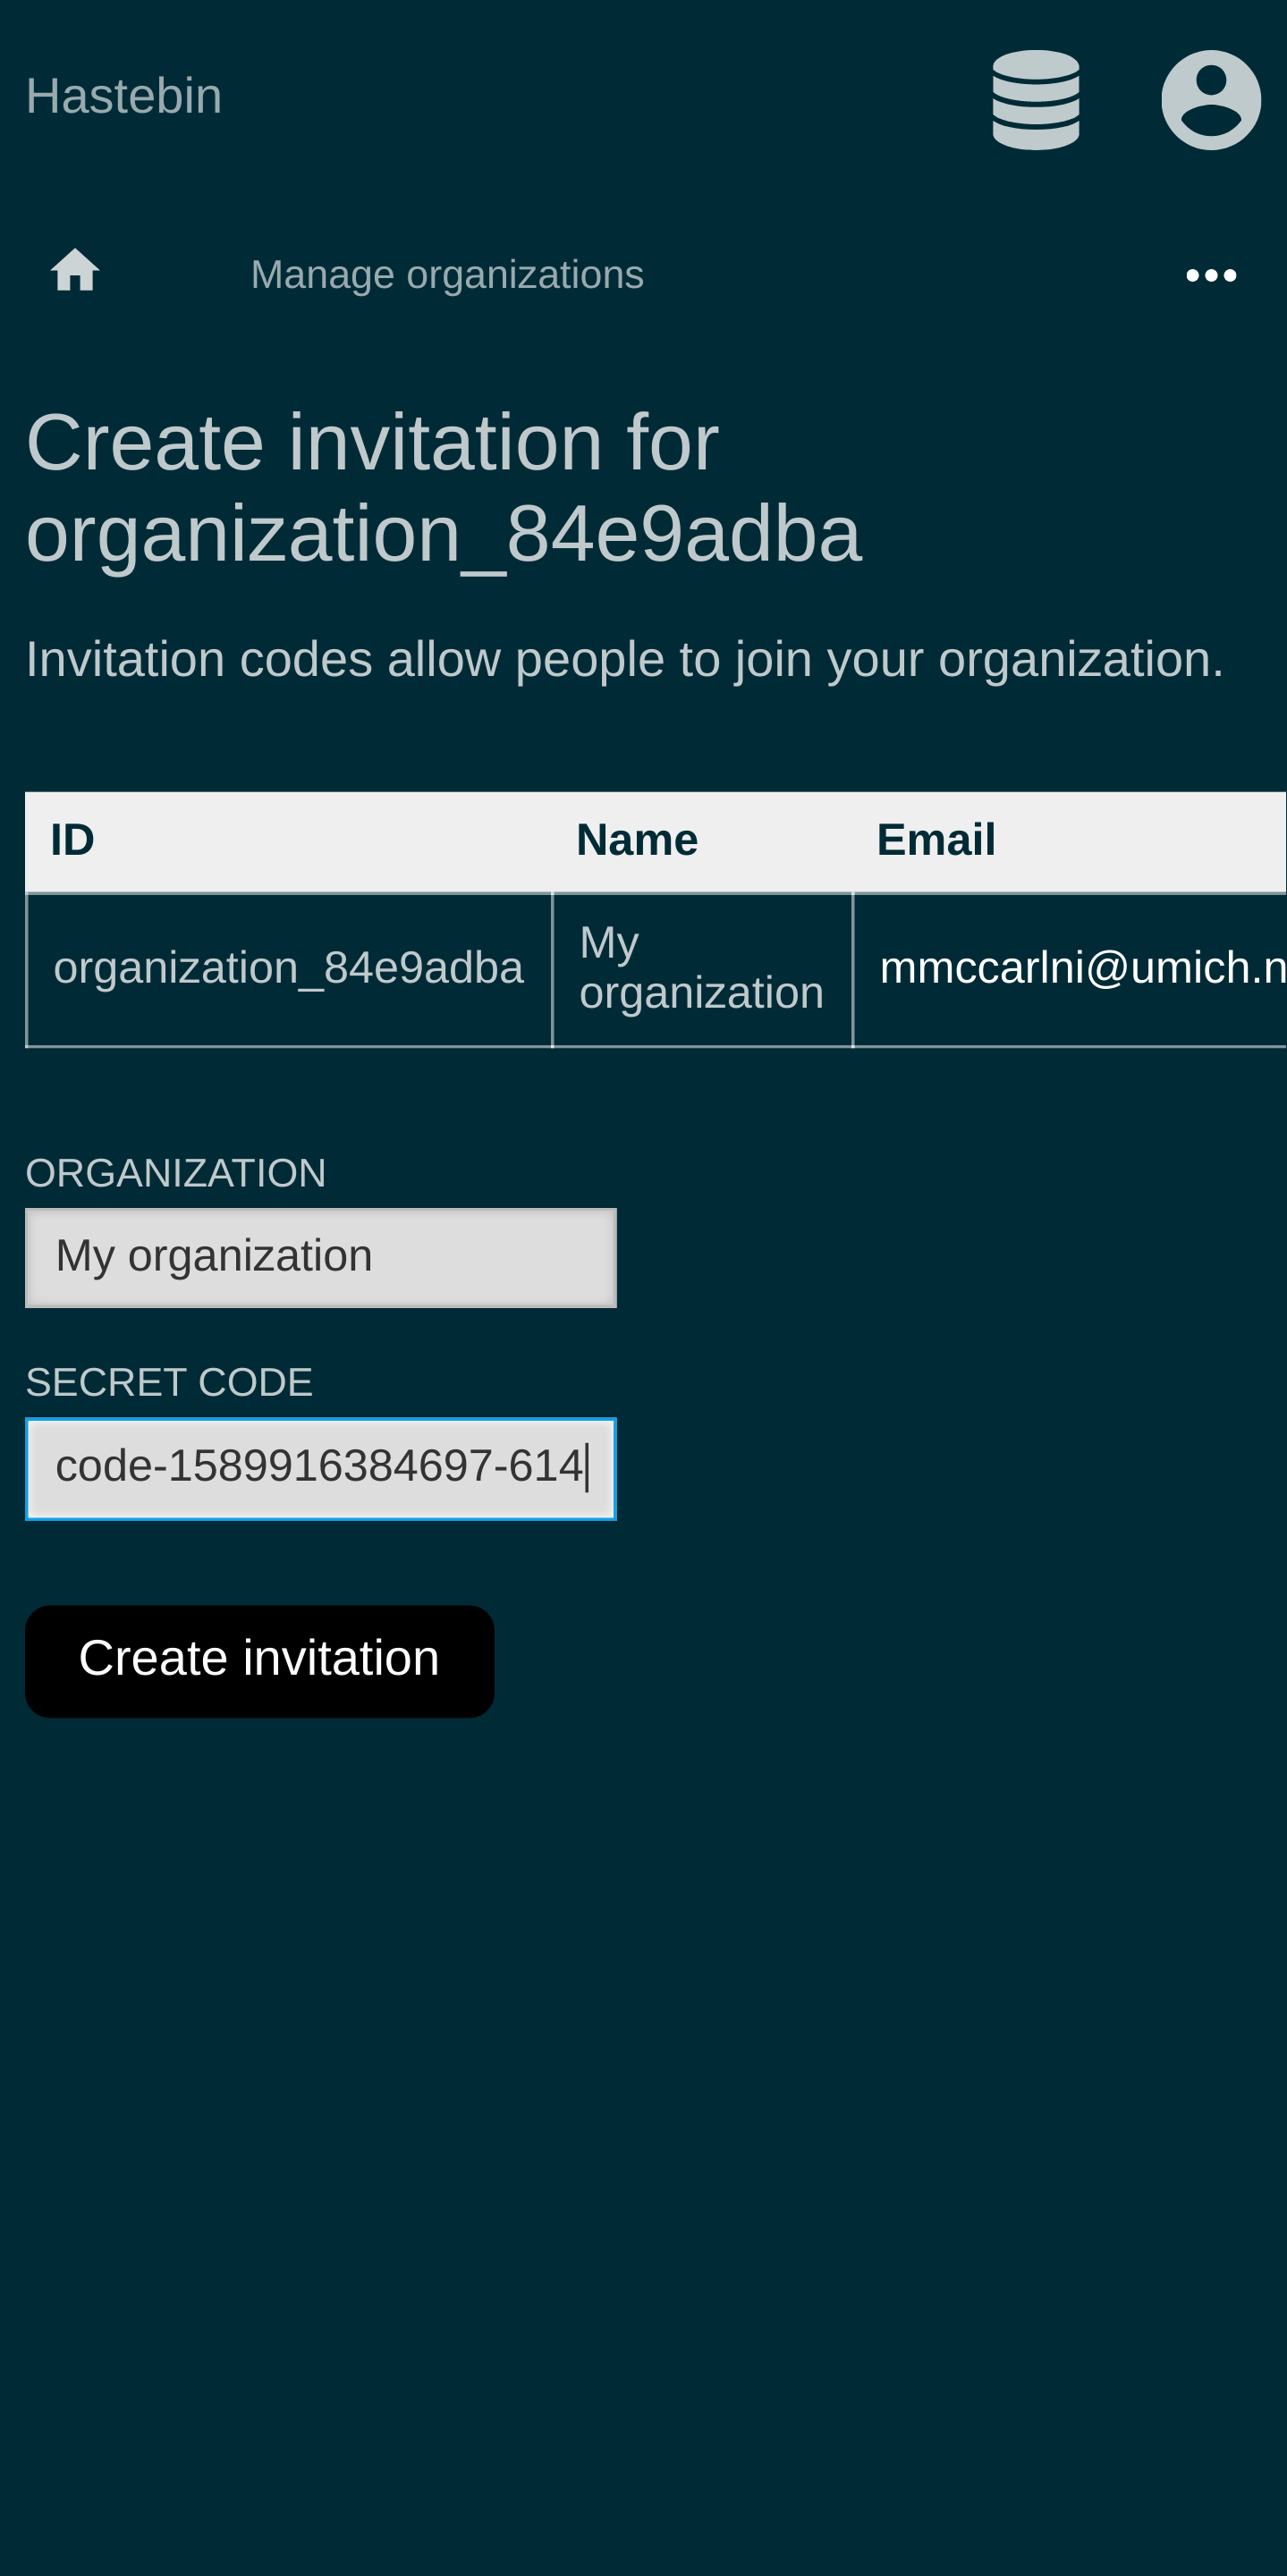 Hastebin
Manage organizations
Create invitation for
organization_84e9adba
Invitation codes allow people to join your organization.
ID Name Email
organization_84e9adba My organization mmccarlni@umich.n
ORGANIZATION
My organization
SECRET CODE
code-1589916384697-614
Create invitation